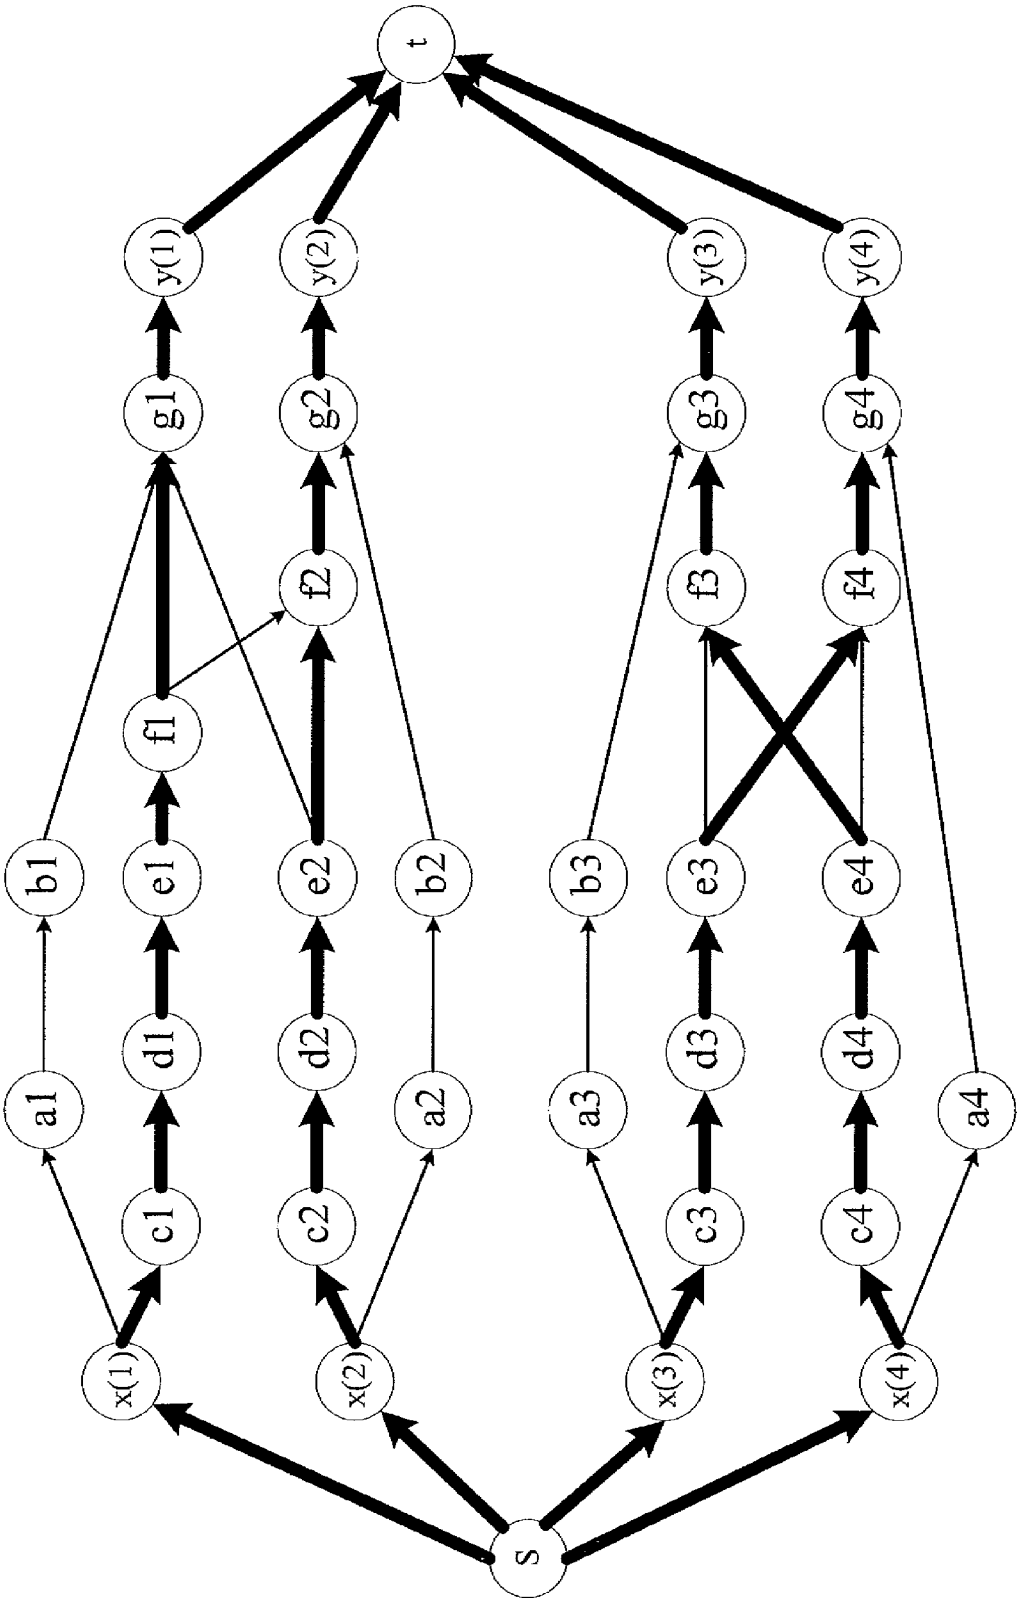 t
y(1)
y(2)
y(3)
y(4)
g1
g2
g3
g4
f2
f3
f4
f1
b1
e1
e2
b2
b3
e3
e4
d1
d2
d3
d4
a1
a2
a3
a4
c1
c2
c3
c4
x(1)
x(2)
x(3)
x(4)
S